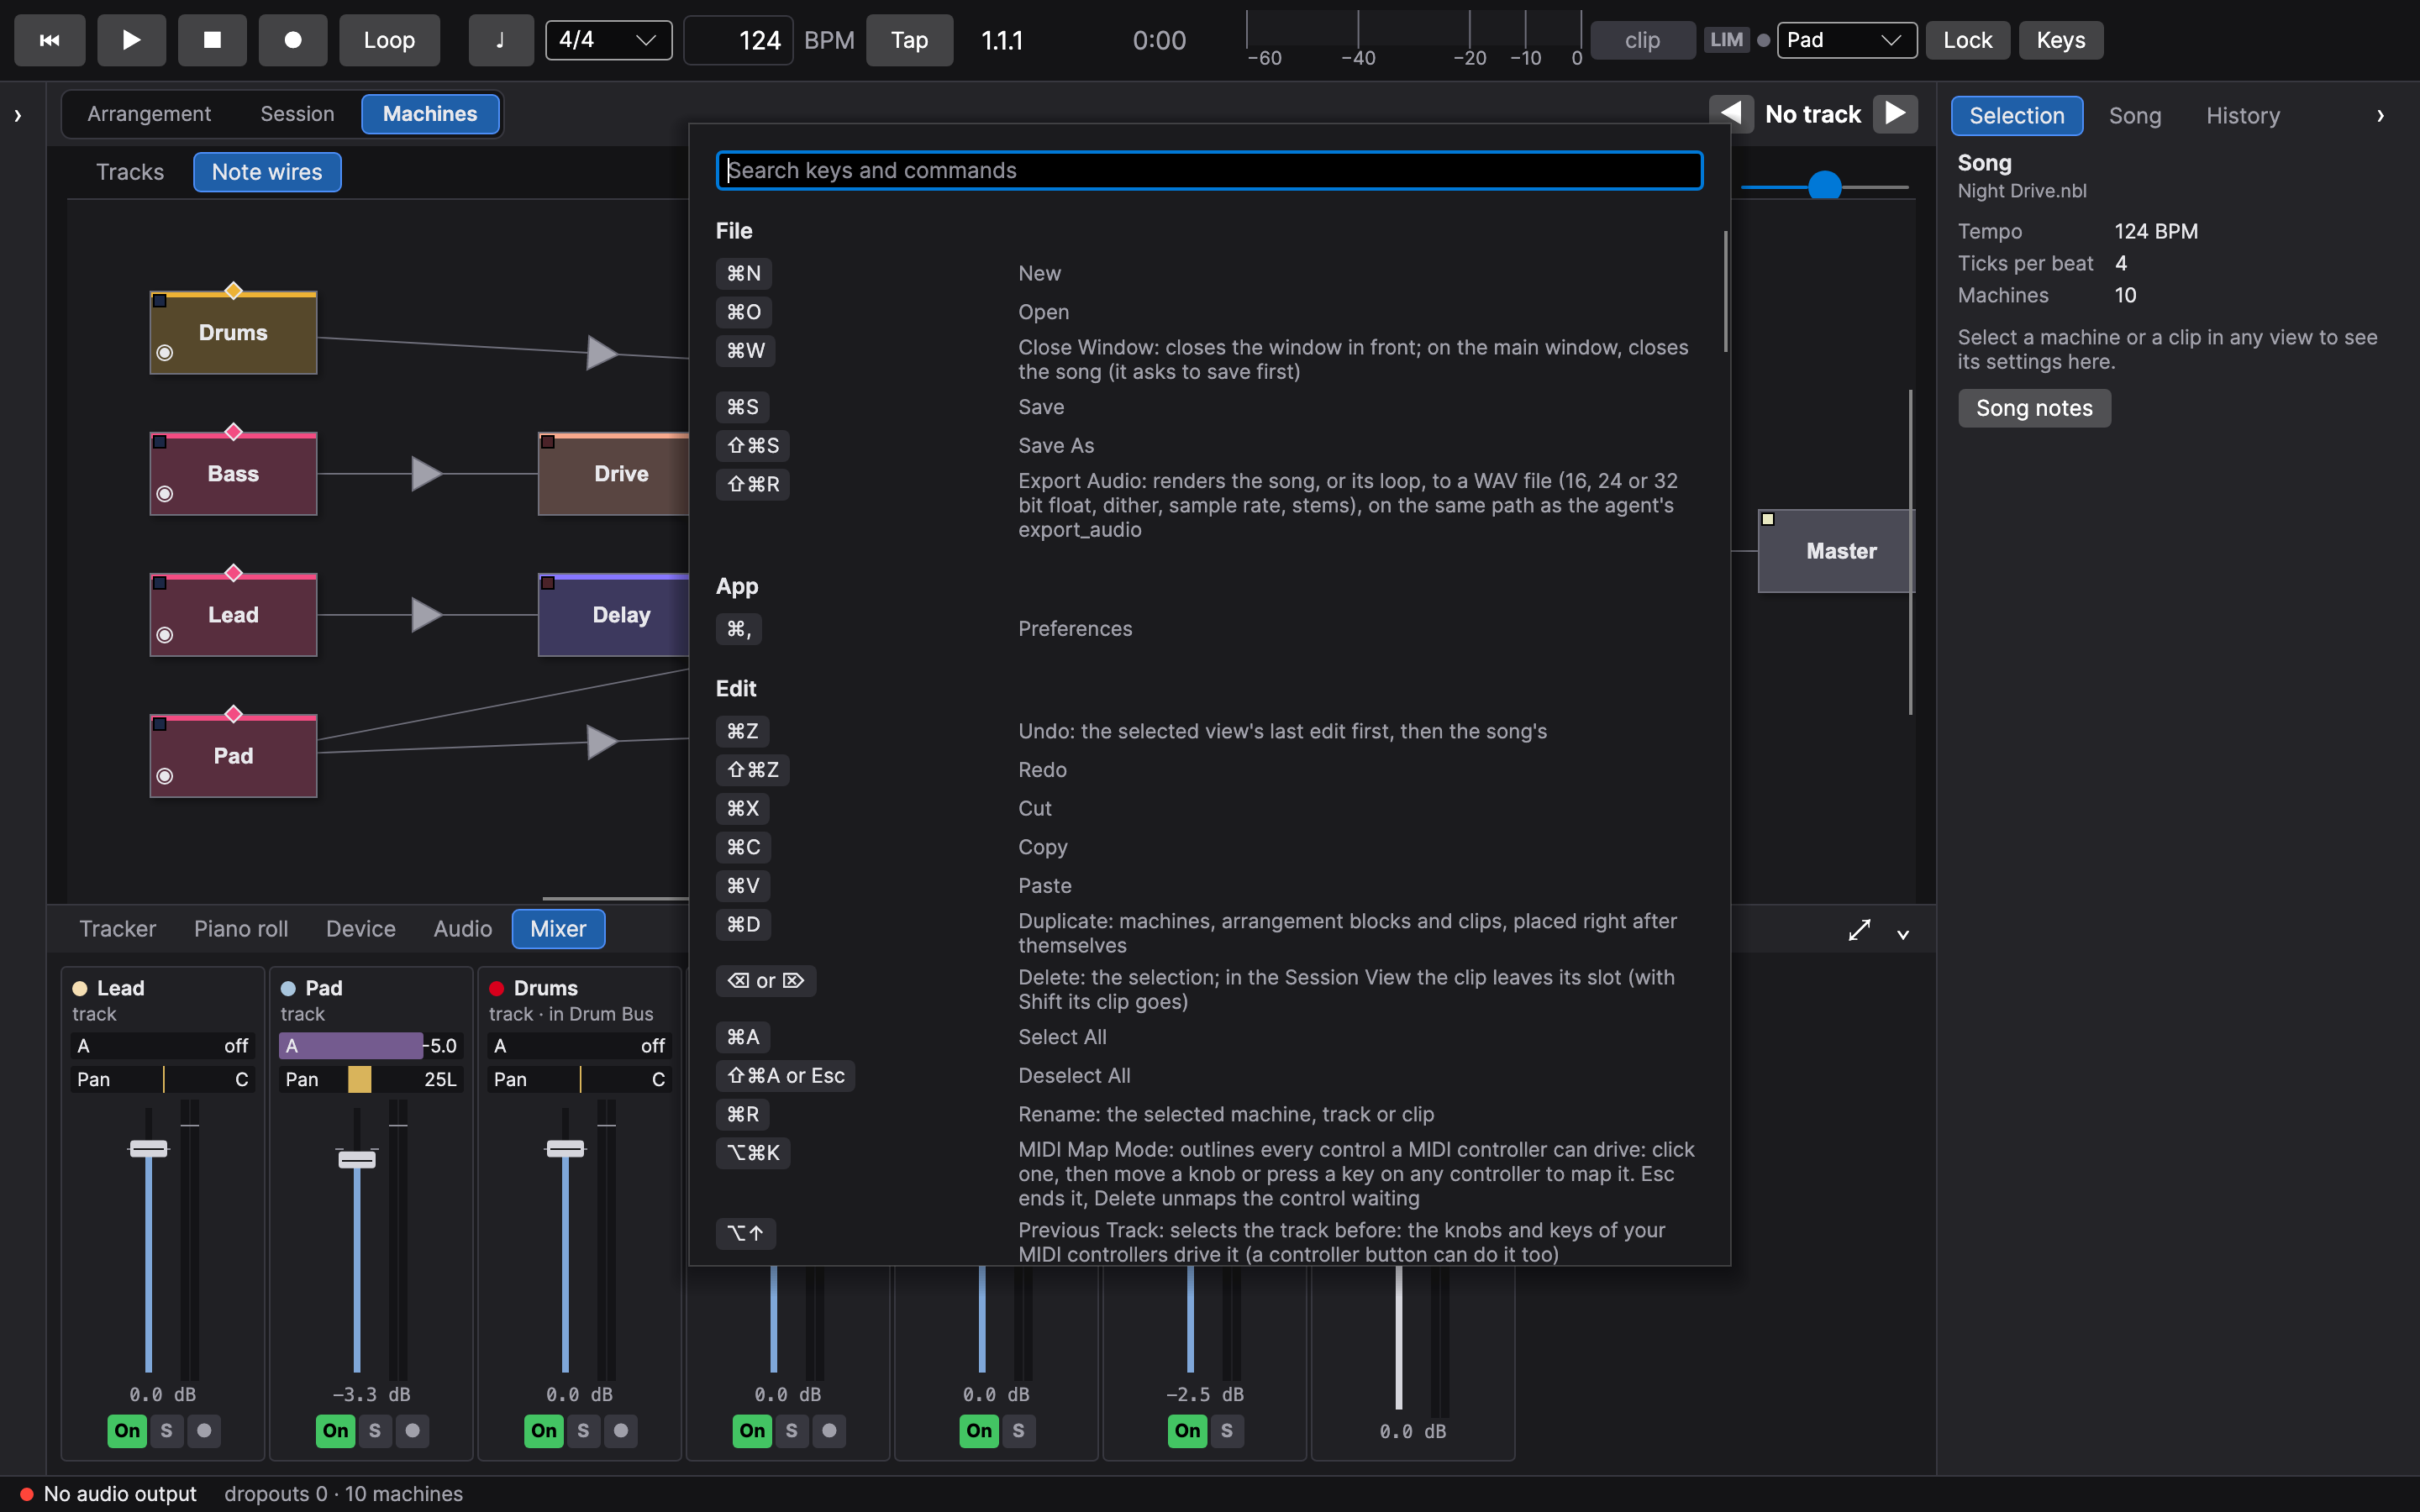 Loop
4/4
124 BPM
Tap
1.1.1
0:00
−60 −40 −20 −10 0
clip
LIM
Pad
Lock
Keys
Arrangement
Session
Machines
No track
Selection
Song
History
Tracks
Note wires
Search keys and commands
Song
Night Drive.nbl
Tempo 124 BPM
Ticks per beat 4
Machines 10
Select a machine or a clip in any view to see
its settings here.
Song notes
Drums
Bass
Drive
Lead
Delay
Pad
Master
File
⌘N New
⌘O Open
⌘W Close Window: closes the window in front; on the main window, closes
the song (it asks to save first)
⌘S Save
⇧⌘S Save As
⇧⌘R Export Audio: renders the song, or its loop, to a WAV file (16, 24 or 32
bit float, dither, sample rate, stems), on the same path as the agent's
export_audio
App
⌘, Preferences
Edit
⌘Z Undo: the selected view's last edit first, then the song's
⇧⌘Z Redo
⌘X Cut
⌘C Copy
⌘V Paste
⌘D Duplicate: machines, arrangement blocks and clips, placed right after
themselves
⌫ or ⌦ Delete: the selection; in the Session View the clip leaves its slot (with
Shift its clip goes)
⌘A Select All
⇧⌘A or Esc Deselect All
⌘R Rename: the selected machine, track or clip
⌥⌘K MIDI Map Mode: outlines every control a MIDI controller can drive: click
one, then move a knob or press a key on any controller to map it. Esc
ends it, Delete unmaps the control waiting
⌥↑ Previous Track: selects the track before: the knobs and keys of your
MIDI controllers drive it (a controller button can do it too)
Tracker
Piano roll
Device
Audio
Mixer
Lead
track
A off
Pan C
0.0 dB
On S
Pad
track
A -5.0
Pan 25L
−3.3 dB
On S
Drums
track · in Drum Bus
A off
Pan C
0.0 dB
On S
0.0 dB
On S
0.0 dB
On S
−2.5 dB
On S
0.0 dB
No audio output
dropouts 0 · 10 machines